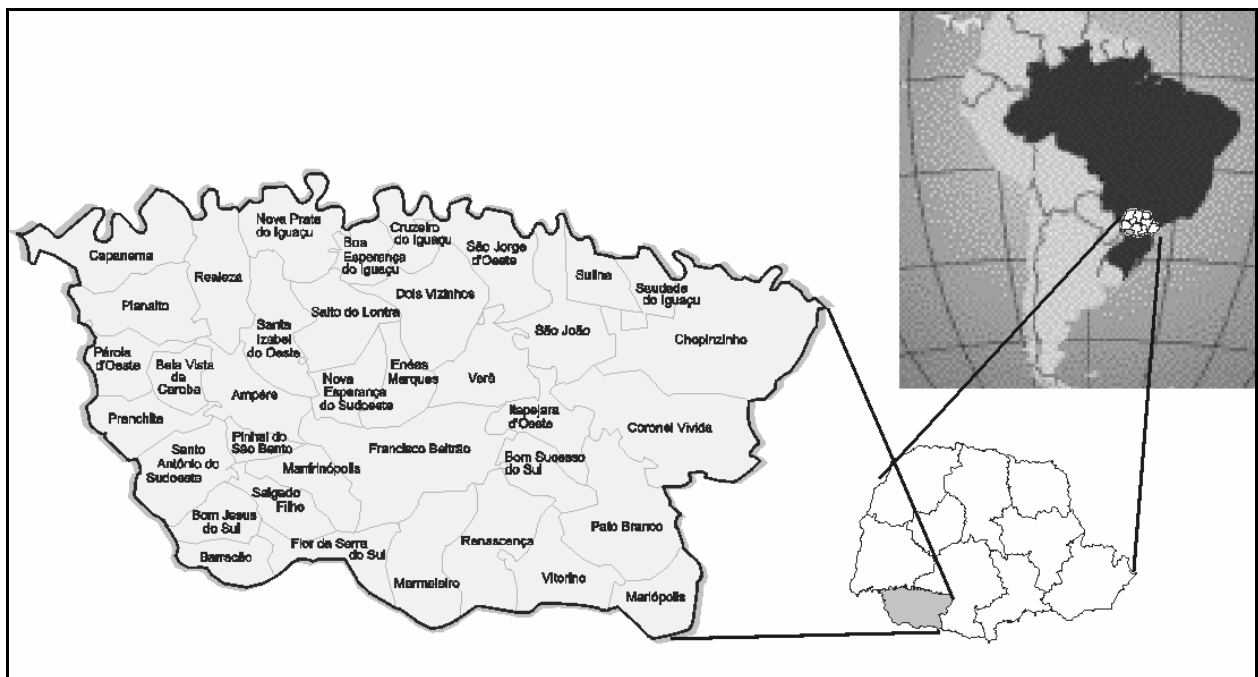 Nova Prata
do Iguaçu
Cruzeiro
do Iguaçu
Boa
Esperança
do Iguaçu
São Jorge
d'Oeste
Capanema
Realeza
Sulina
Saudade
do Iguaçu
Planalto
Dois Vizinhos
Salto do Lontra
Santa
Izabel
do Oeste
São João
Chopinzinho
Pérola
d'Oeste
Bela Vista
da
Caroba
Ampére
Nova
Esperança
do Sudoeste
Enéas
Marques
Verê
Pranchita
Itapejara
d'Oeste
Coronel Vivida
Pinhal do
São Bento
Francisco Beltrão
Santo
Antônio do
Sudoeste
Manfrinópolis
Bom Sucesso
do Sul
Salgado
Filho
Bom Jesus
do Sul
Pato Branco
Barracão
Flor da Serra
do Sul
Renascença
Marmeleiro
Vitorino
Mariópolis